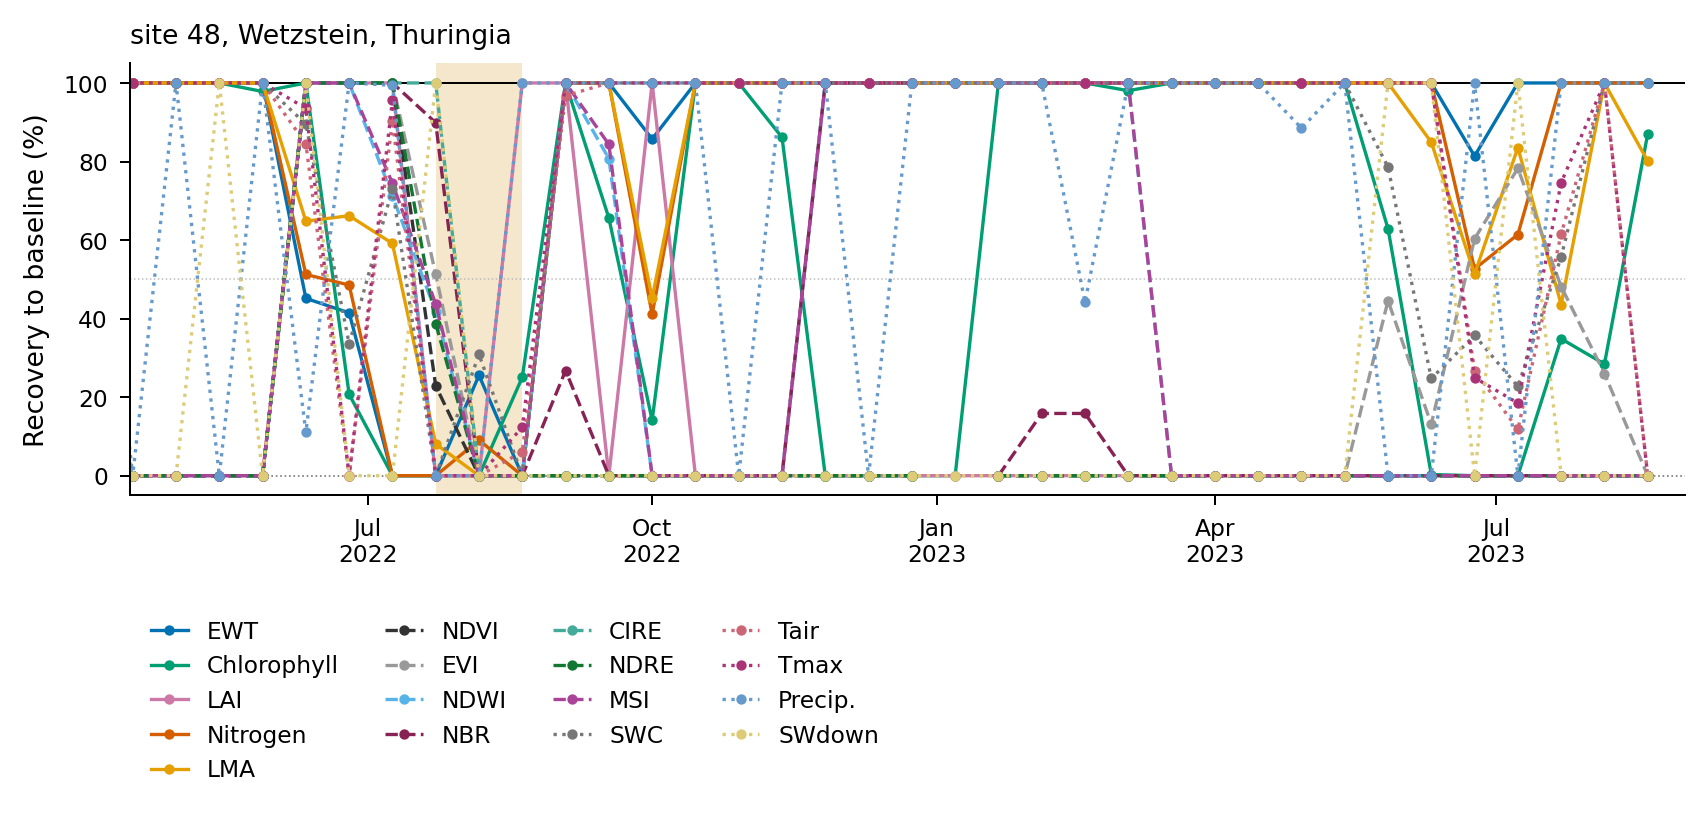 site 48, Wetzstein, Thuringia
Recovery to baseline (%)
100
80
60
40
20
0
Jul
2022
Oct
2022
Jan
2023
Apr
2023
Jul
2023
EWT
Chlorophyll
LAI
Nitrogen
LMA
NDVI
EVI
NDWI
NBR
CIRE
NDRE
MSI
SWC
Tair
Tmax
Precip.
SWdown